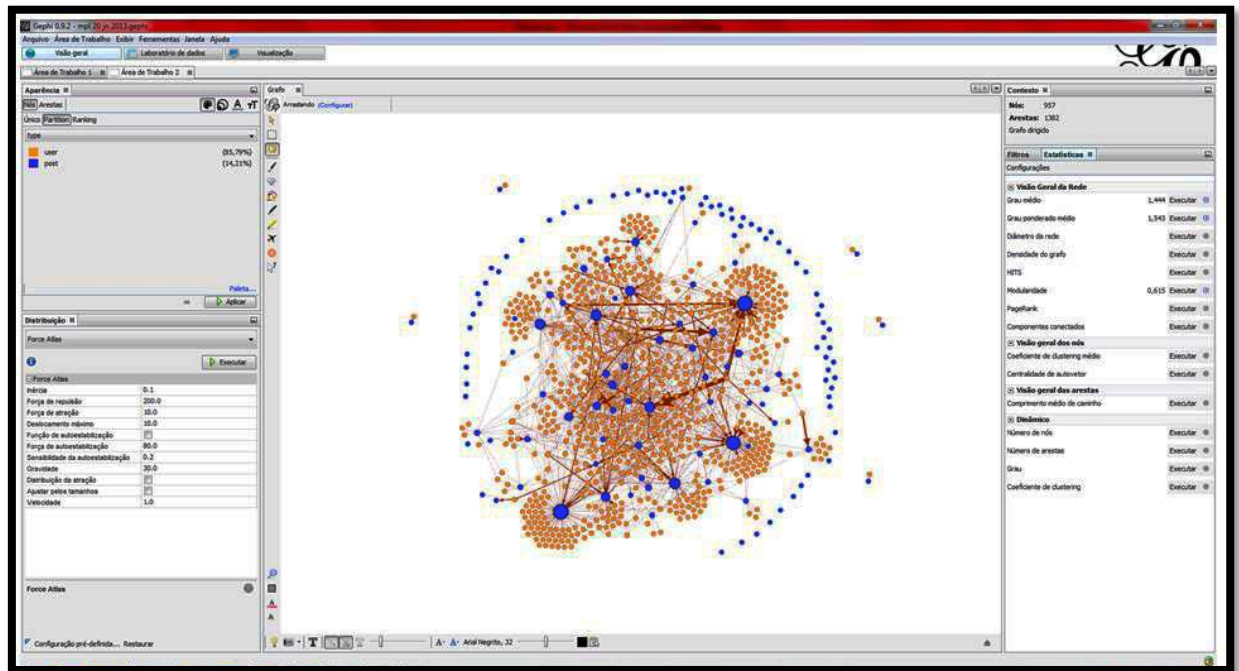 Gephi 0.9.2 - mpl 20 jn 2013.gephi
Arquivo Área de Trabalho Exibir Ferramentas Janela Ajuda
Visão geral Laboratório de dados Visualização
Área de Trabalho 1 Área de Trabalho 2
Aparência
Nós Arestas
Único Partition Ranking
type
user (85,79%)
post (14,21%)
Paleta...
Aplicar
Distribuição
Force Atlas
Executar
Force Atlas
Inércia 0.1
Força de repulsão 200.0
Força de atração 10.0
Deslocamento máximo 10.0
Função de autoestabilização
Força de autoestabilização 80.0
Sensibilidade da autoestabilização 0.2
Gravidade 30.0
Distribuição da atração
Ajustar pelos tamanhos
Velocidade 1.0
Force Atlas
Configuração pré-definida... Restaurar
Grafo
Arrastando (Configurar)
T A- A- Arial Negrito, 32
Contexto
Nós: 957
Arestas: 1382
Grafo dirigido
Filtros Estatísticas
Configurações
Visão Geral da Rede
Grau médio 1,444 Executar
Grau ponderado médio 1,543 Executar
Diâmetro da rede Executar
Densidade do grafo Executar
HITS Executar
Modularidade 0,615 Executar
PageRank Executar
Componentes conectados Executar
Visão geral dos nós
Coeficiente de clustering médio Executar
Centralidade de autovetor Executar
Visão geral das arestas
Comprimento médio de caminho Executar
Dinâmico
Número de nós Executar
Número de arestas Executar
Grau Executar
Coeficiente de clustering Executar